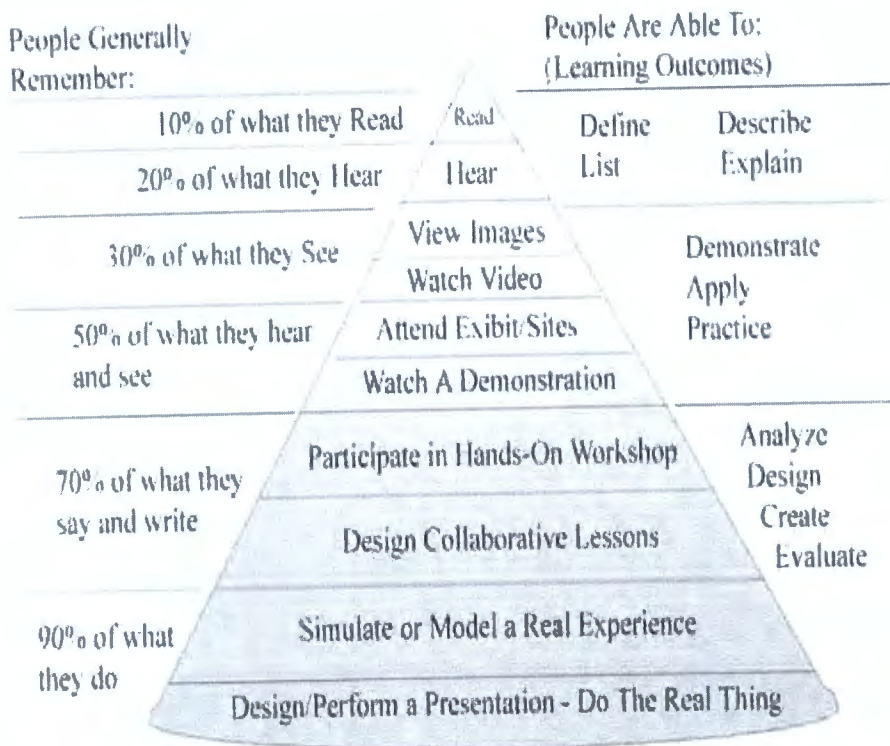 People Generally
Remember:
People Are Able To:
(Learning Outcomes)
10% of what they Read
Read
Define
Describe
20% of what they Hear
Hear
List
Explain
30% of what they See
View Images
Watch Video
Demonstrate
Apply
Practice
50% of what they hear
and see
Attend Exibit/Sites
Watch A Demonstration
70% of what they
say and write
Participate in Hands-On Workshop
Design Collaborative Lessons
Analyze
Design
Create
Evaluate
90% of what
they do
Simulate or Model a Real Experience
Design/Perform a Presentation - Do The Real Thing